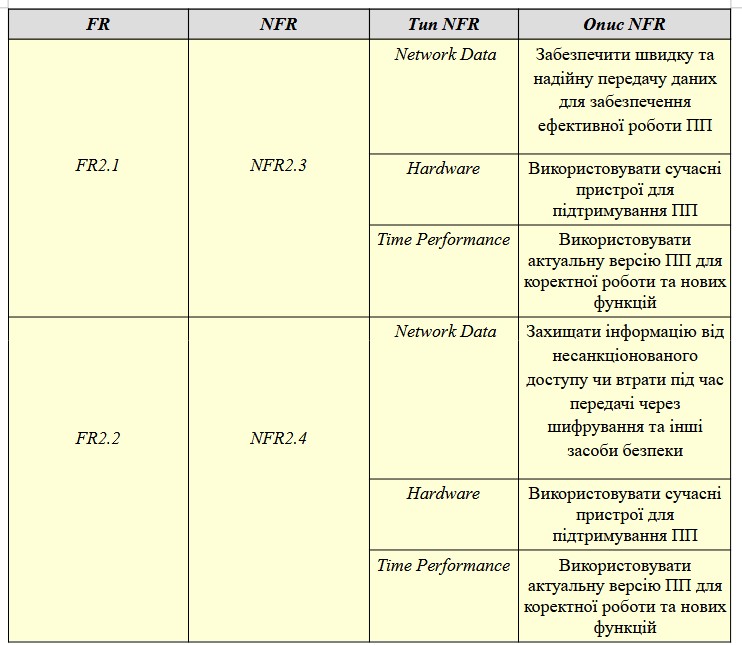 FR NFR Тип NFR Опис NFR
Network Data
Забезпечити швидку та
надійну передачу даних
для забезпечення
ефективної роботи ПП
FR2.1
NFR2.3
Hardware
Використовувати сучасні
пристрої для
підтримування ПП
Time Performance
Використовувати
актуальну версію ПП для
коректної роботи та нових
функцій
Network Data
Захищати інформацію від
несанкціонованого
доступу чи втрати під час
передачі через
шифрування та інші
засоби безпеки
FR2.2
NFR2.4
Hardware
Використовувати сучасні
пристрої для
підтримування ПП
Time Performance
Використовувати
актуальну версію ПП для
коректної роботи та нових
функцій